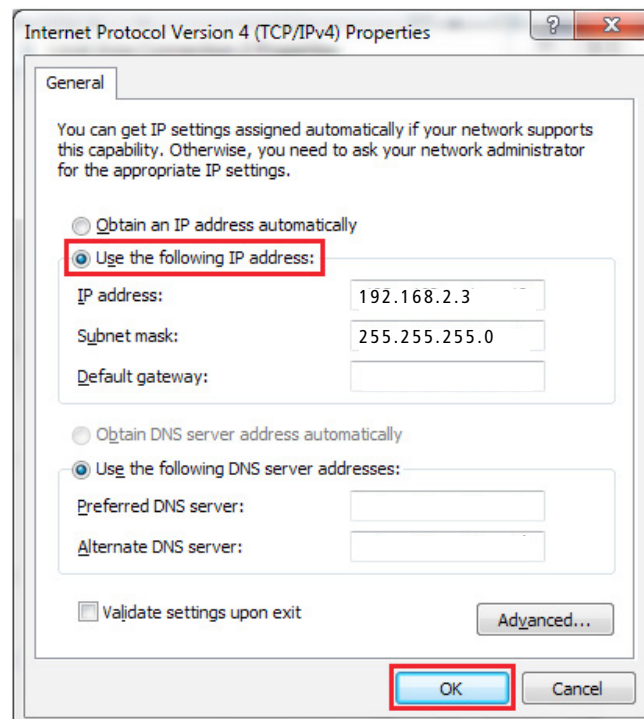 Internet Protocol Version 4 (TCP/IPv4) Properties
General
You can get IP settings assigned automatically if your network supports
this capability. Otherwise, you need to ask your network administrator
for the appropriate IP settings.
Obtain an IP address automatically
Use the following IP address:
IP address: 192.168.2.3
Subnet mask: 255.255.255.0
Default gateway:
Obtain DNS server address automatically
Use the following DNS server addresses:
Preferred DNS server:
Alternate DNS server:
Validate settings upon exit
Advanced...
OK Cancel